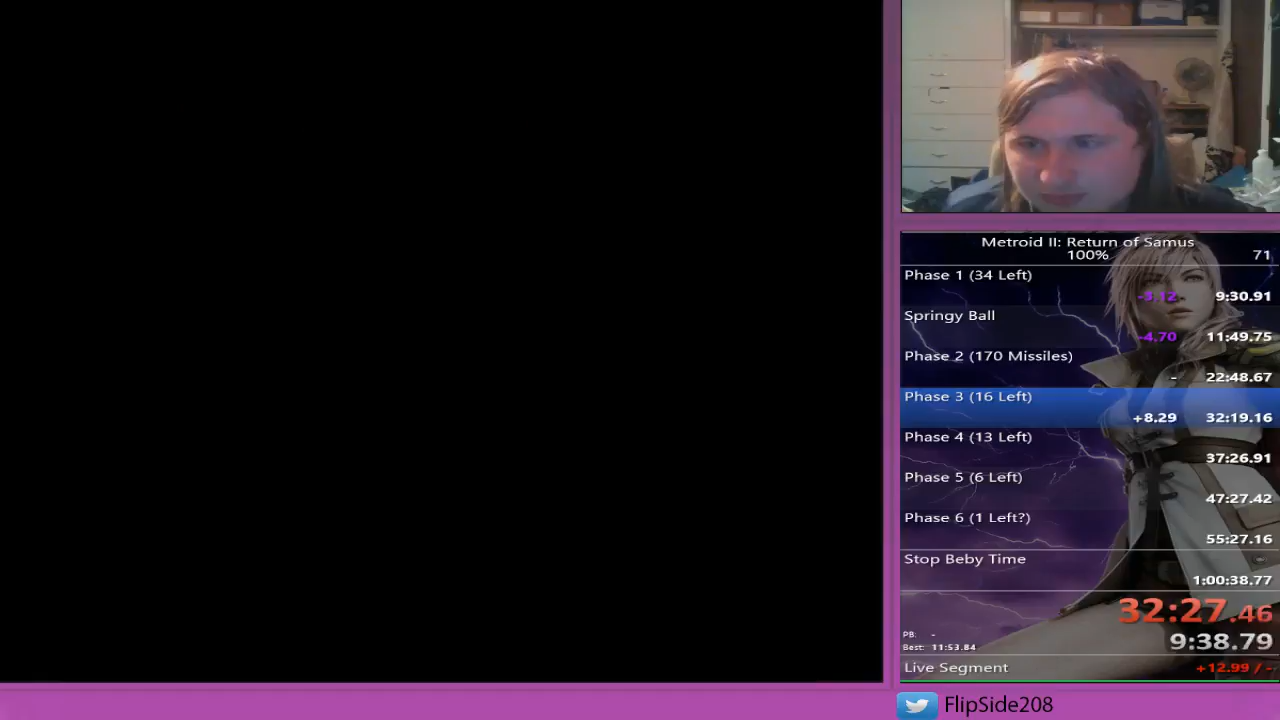 Metroid II: Return of Samus
100% 71
Phase 1 (34 Left)
-3.12 9:30.91
Springy Ball
-4.70 11:49.75
Phase 2 (170 Missiles)
- 22:48.67
Phase 3 (16 Left)
+8.29 32:19.16
Phase 4 (13 Left)
37:26.91
Phase 5 (6 Left)
47:27.42
Phase 6 (1 Left?)
55:27.16
Stop Beby Time
1:00:38.77
32:27.46
PB: -
Best: 11:53.84
9:38.79
Live Segment +12.99 / -
FlipSide208